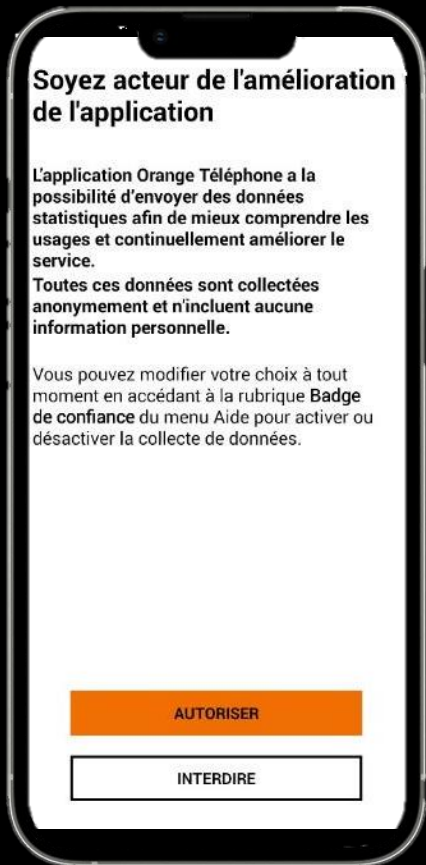 Soyez acteur de l'amélioration
de l'application
L'application Orange Téléphone a la
possibilité d'envoyer des données
statistiques afin de mieux comprendre les
usages et continuellement améliorer le
service.
Toutes ces données sont collectées
anonymement et n'incluent aucune
information personnelle.
Vous pouvez modifier votre choix à tout
moment en accédant à la rubrique Badge
de confiance du menu Aide pour activer ou
désactiver la collecte de données.
AUTORISER
INTERDIRE